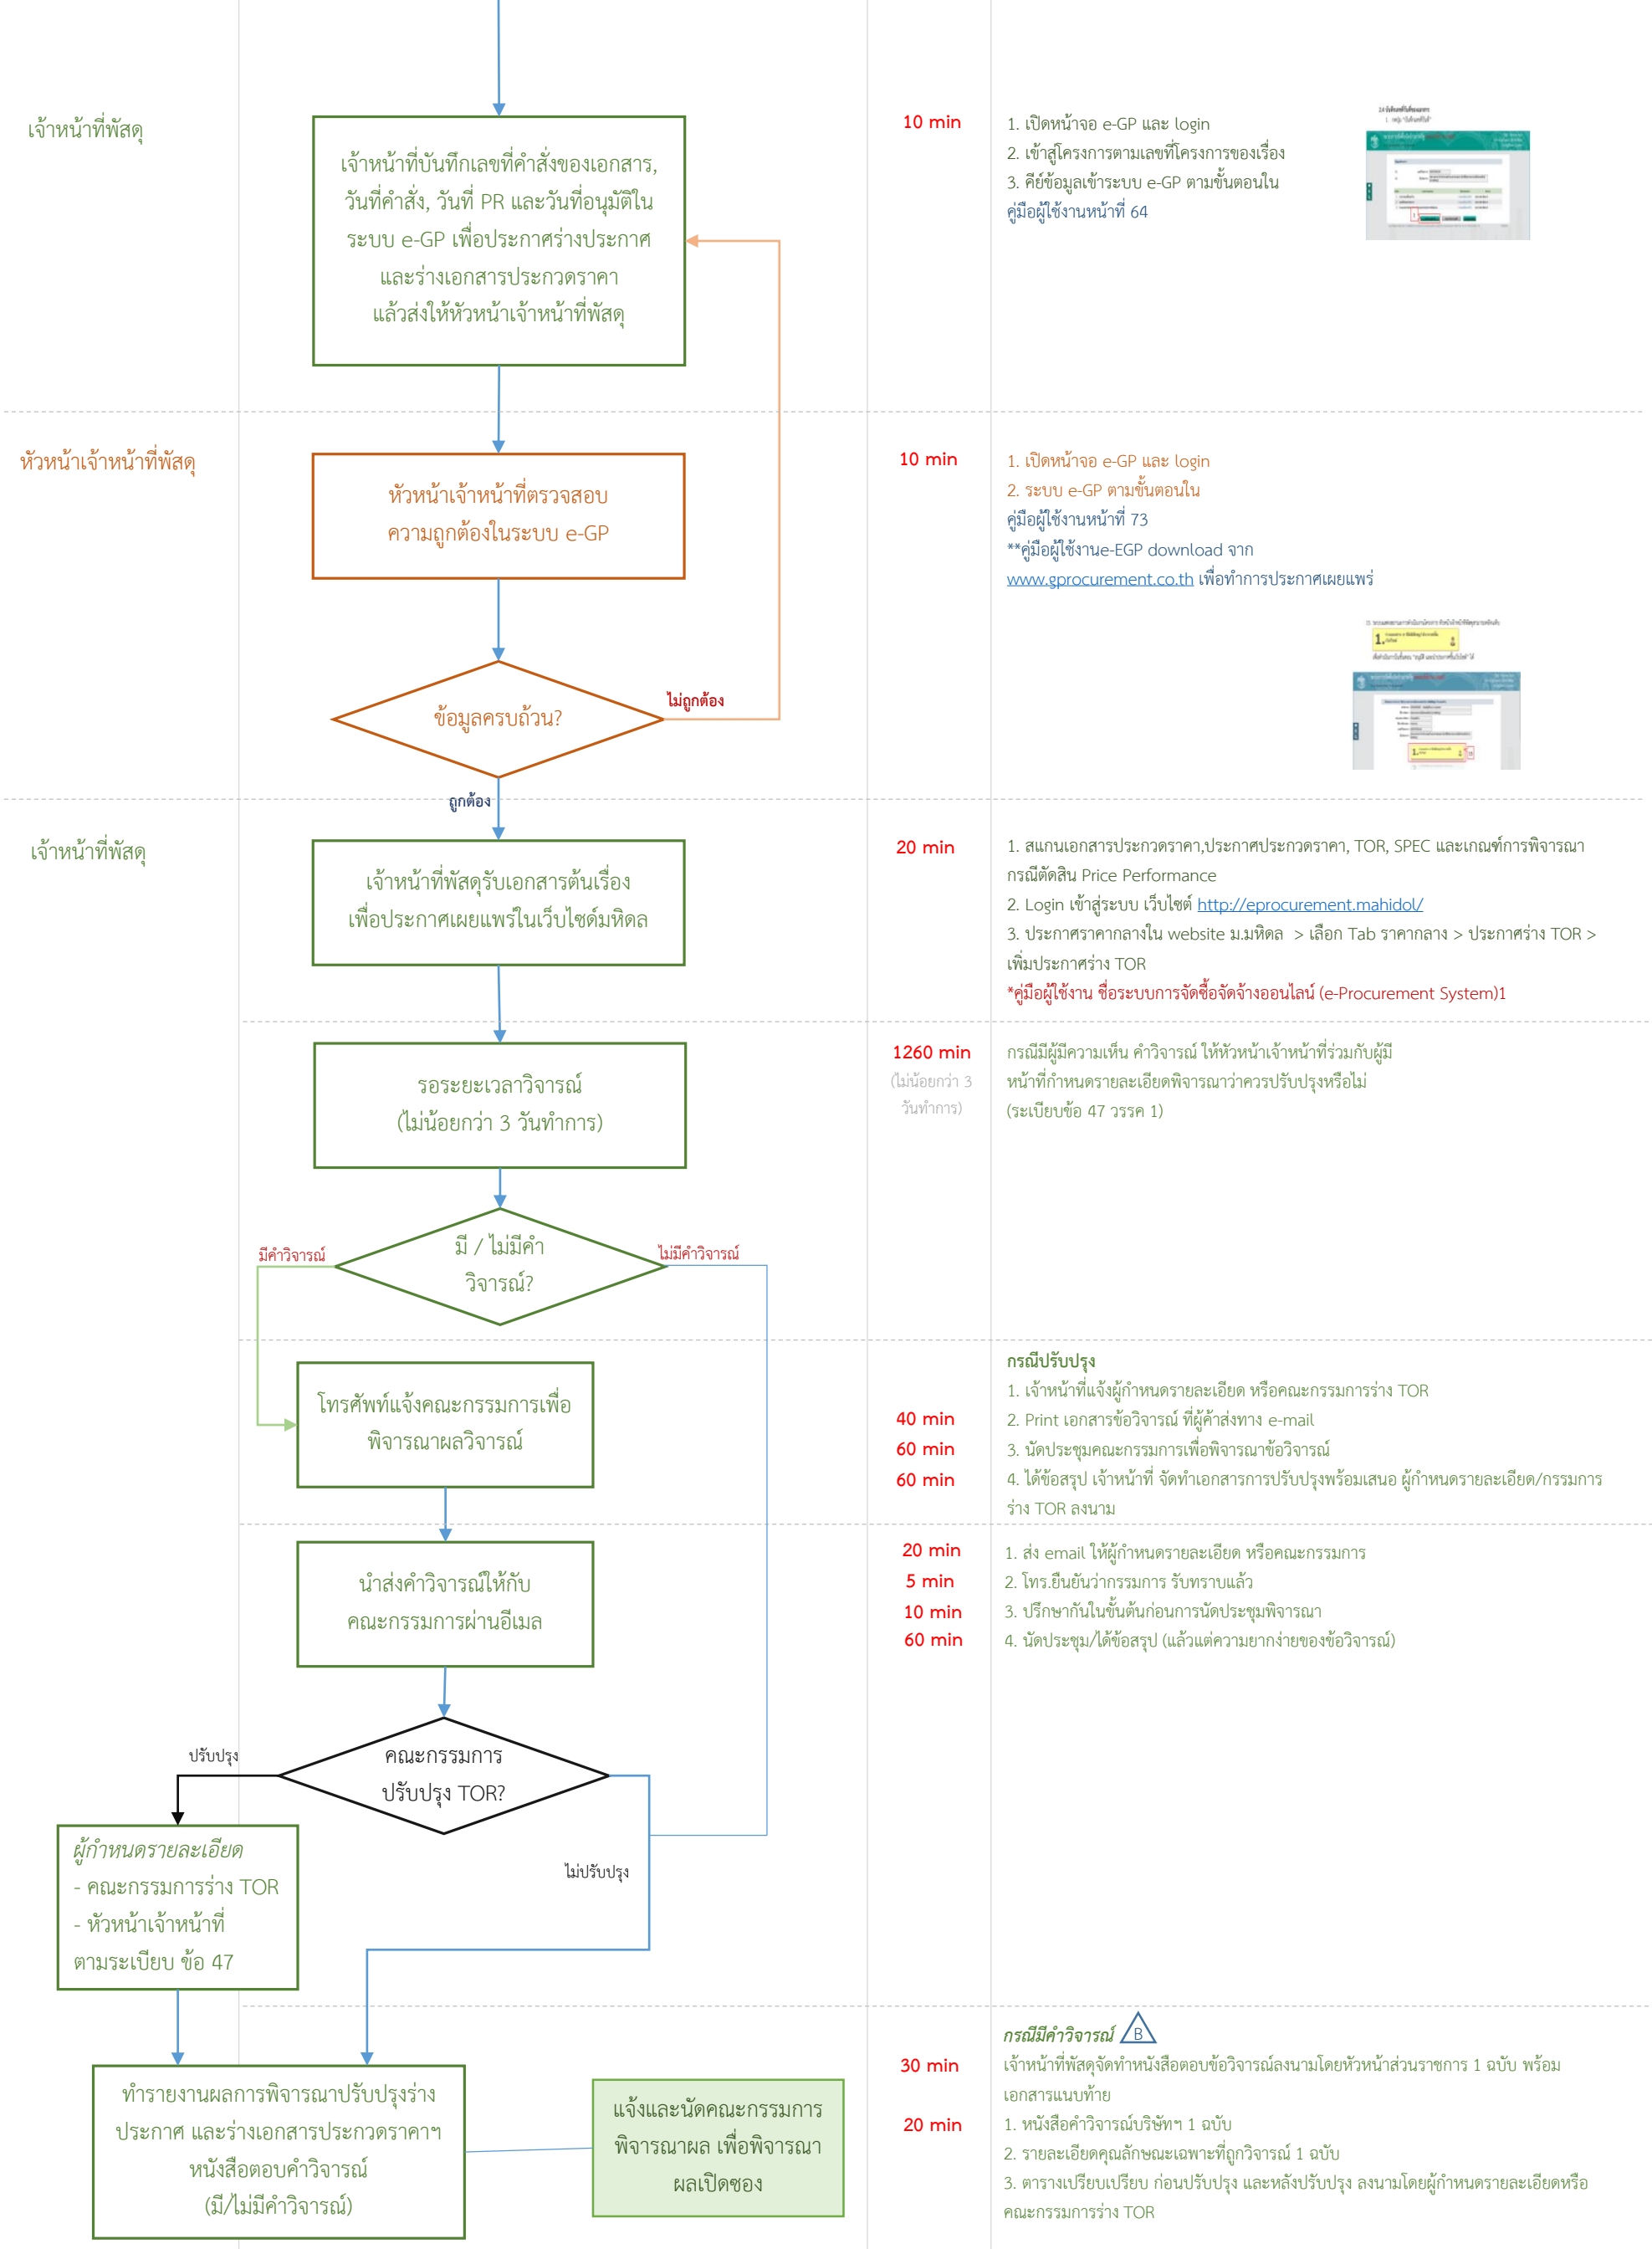 เจ้าหน้าที่พัสดุ
เจ้าหน้าที่บันทึกเลขที่คำสั่งของเอกสาร,
วันที่คำสั่ง, วันที่ PR และวันที่อนุมัติใน
ระบบ e-GP เพื่อประกาศร่างประกาศ
และร่างเอกสารประกวดราคา
แล้วส่งให้หัวหน้าเจ้าหน้าที่พัสดุ
10 min
1. เปิดหน้าจอ e-GP และ login
2. เข้าสู่โครงการตามเลขที่โครงการของเรื่อง
3. คีย์ข้อมูลเข้าระบบ e-GP ตามขั้นตอนใน
คู่มือผู้ใช้งานหน้าที่ 64
หัวหน้าเจ้าหน้าที่พัสดุ
หัวหน้าเจ้าหน้าที่ตรวจสอบ
ความถูกต้องในระบบ e-GP
10 min
1. เปิดหน้าจอ e-GP และ login
2. ระบบ e-GP ตามขั้นตอนใน
คู่มือผู้ใช้งานหน้าที่ 73
**คู่มือผู้ใช้งานe-EGP download จาก
www.gprocurement.co.th เพื่อทำการประกาศเผยแพร่
ข้อมูลครบถ้วน?
ไม่ถูกต้อง
ถูกต้อง
เจ้าหน้าที่พัสดุ
เจ้าหน้าที่พัสดุรับเอกสารต้นเรื่อง
เพื่อประกาศเผยแพร่ในเว็บไซด์มหิดล
20 min
1. สแกนเอกสารประกวดราคา,ประกาศประกวดราคา, TOR, SPEC และเกณฑ์การพิจารณา
กรณีตัดสิน Price Performance
2. Login เข้าสู่ระบบ เว็บไซต์ http://eprocurement.mahidol/
3. ประกาศราคากลางใน website ม.มหิดล > เลือก Tab ราคากลาง > ประกาศร่าง TOR >
เพิ่มประกาศร่าง TOR
*คู่มือผู้ใช้งาน ชื่อระบบการจัดซื้อจัดจ้างออนไลน์ (e-Procurement System)1
รอระยะเวลาวิจารณ์
(ไม่น้อยกว่า 3 วันทำการ)
1260 min
(ไม่น้อยกว่า 3
วันทำการ)
กรณีมีผู้มีความเห็น คำวิจารณ์ ให้หัวหน้าเจ้าหน้าที่ร่วมกับผู้มี
หน้าที่กำหนดรายละเอียดพิจารณาว่าควรปรับปรุงหรือไม่
(ระเบียบข้อ 47 วรรค 1)
มีคำวิจารณ์
มี / ไม่มีคำ
วิจารณ์?
ไม่มีคำวิจารณ์
โทรศัพท์แจ้งคณะกรรมการเพื่อ
พิจารณาผลวิจารณ์
40 min
60 min
60 min
กรณีปรับปรุง
1. เจ้าหน้าที่แจ้งผู้กำหนดรายละเอียด หรือคณะกรรมการร่าง TOR
2. Print เอกสารข้อวิจารณ์ ที่ผู้ค้าส่งทาง e-mail
3. นัดประชุมคณะกรรมการเพื่อพิจารณาข้อวิจารณ์
4. ได้ข้อสรุป เจ้าหน้าที่ จัดทำเอกสารการปรับปรุงพร้อมเสนอ ผู้กำหนดรายละเอียด/กรรมการ
ร่าง TOR ลงนาม
นำส่งคำวิจารณ์ให้กับ
คณะกรรมการผ่านอีเมล
20 min
5 min
10 min
60 min
1. ส่ง email ให้ผู้กำหนดรายละเอียด หรือคณะกรรมการ
2. โทร.ยืนยันว่ากรรมการ รับทราบแล้ว
3. ปรึกษากันในขั้นต้นก่อนการนัดประชุมพิจารณา
4. นัดประชุม/ได้ข้อสรุป (แล้วแต่ความยากง่ายของข้อวิจารณ์)
ปรับปรุง
คณะกรรมการ
ปรับปรุง TOR?
ไม่ปรับปรุง
ผู้กำหนดรายละเอียด
- คณะกรรมการร่าง TOR
- หัวหน้าเจ้าหน้าที่
ตามระเบียบ ข้อ 47
ทำรายงานผลการพิจารณาปรับปรุงร่าง
ประกาศ และร่างเอกสารประกวดราคาฯ
หนังสือตอบคำวิจารณ์
(มี/ไม่มีคำวิจารณ์)
แจ้งและนัดคณะกรรมการ
พิจารณาผล เพื่อพิจารณา
ผลเปิดซอง
30 min
20 min
กรณีมีคำวิจารณ์ B
เจ้าหน้าที่พัสดุจัดทำหนังสือตอบข้อวิจารณ์ลงนามโดยหัวหน้าส่วนราชการ 1 ฉบับ พร้อม
เอกสารแนบท้าย
1. หนังสือคำวิจารณ์บริษัทฯ 1 ฉบับ
2. รายละเอียดคุณลักษณะเฉพาะที่ถูกวิจารณ์ 1 ฉบับ
3. ตารางเปรียบเปรียบ ก่อนปรับปรุง และหลังปรับปรุง ลงนามโดยผู้กำหนดรายละเอียดหรือ
คณะกรรมการร่าง TOR